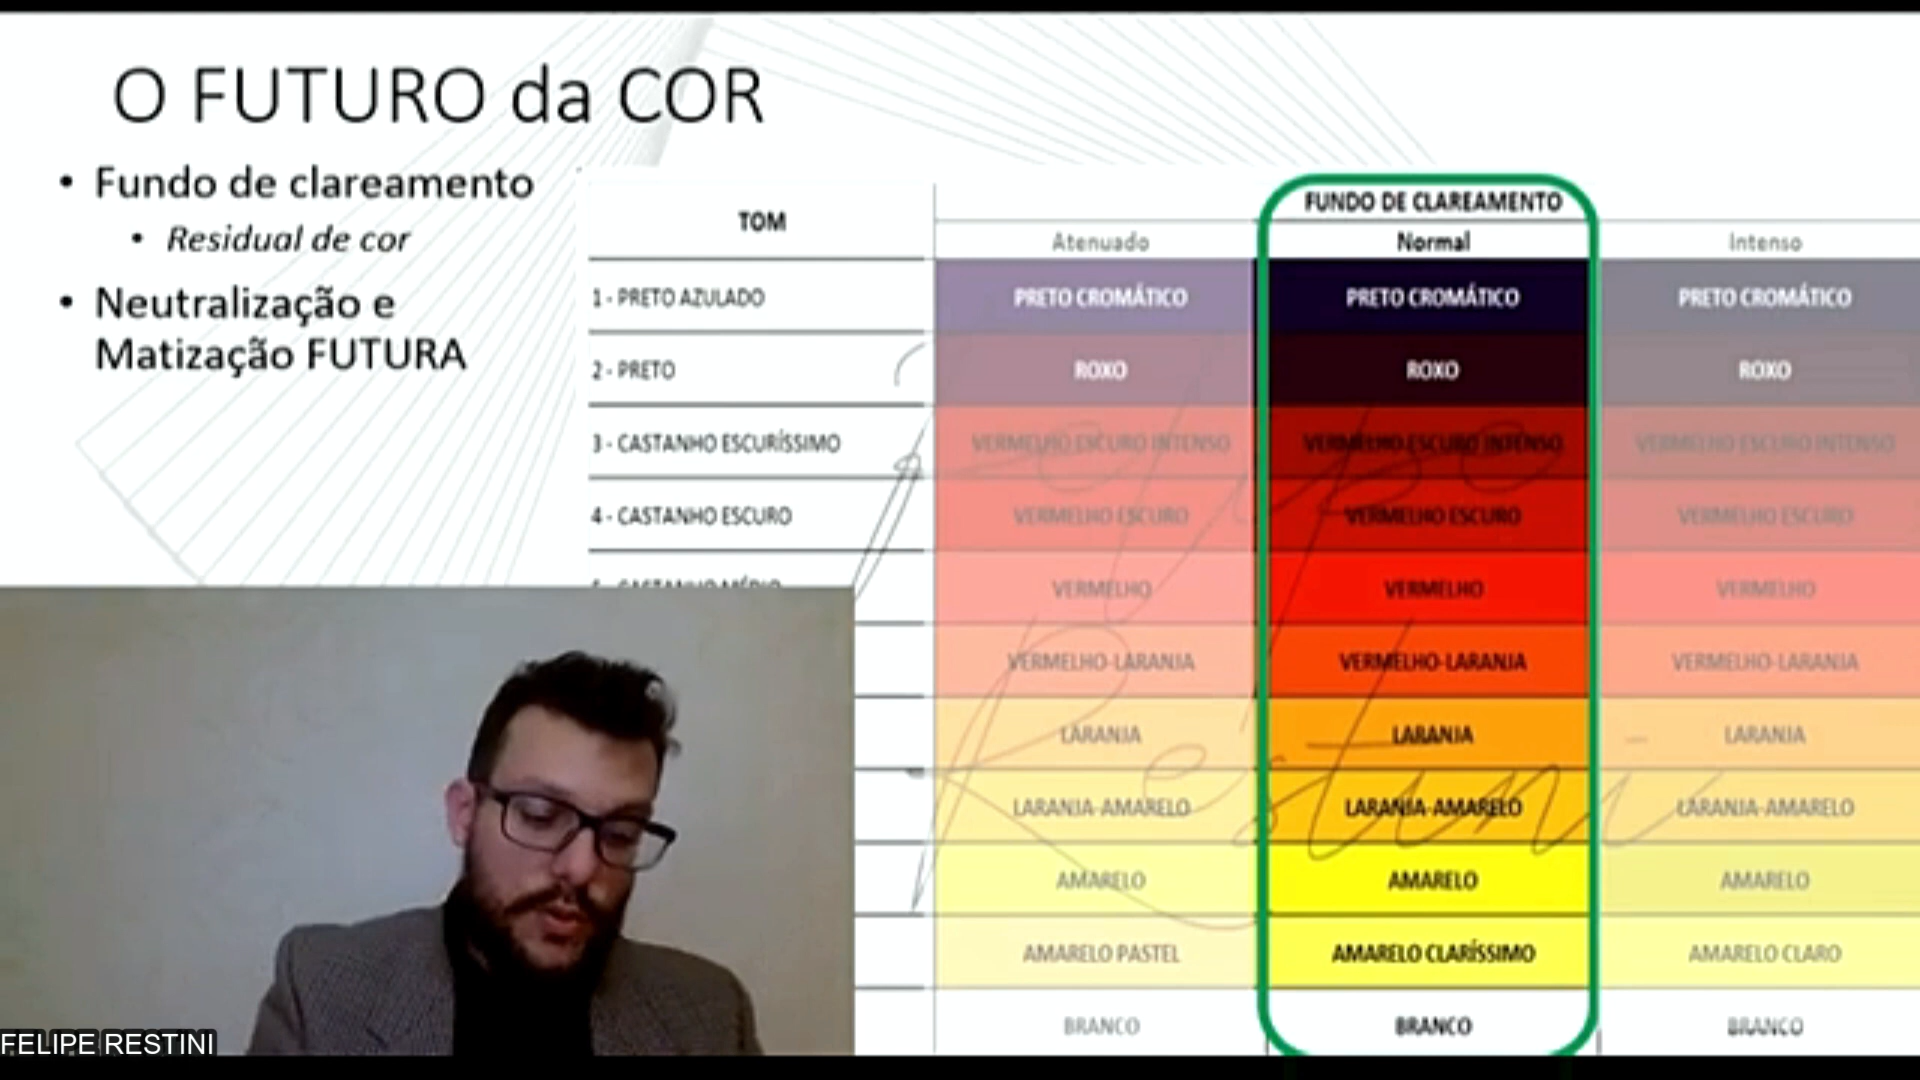 O FUTURO da COR
• Fundo de clareamento
• Residual de cor
• Neutralização e
Matização FUTURA
TOM
FUNDO DE CLAREAMENTO
Atenuado Normal Intenso
1 - PRETO AZULADO PRETO CROMÁTICO PRETO CROMÁTICO PRETO CROMÁTICO
2 - PRETO ROXO ROXO ROXO
3 - CASTANHO ESCURÍSSIMO VERMELHO ESCURO INTENSO VERMELHO ESCURO INTENSO VERMELHO ESCURO INTENSO
4 - CASTANHO ESCURO VERMELHO ESCURO VERMELHO ESCURO VERMELHO ESCURO
CASTANHO MÉDIO VERMELHO VERMELHO VERMELHO
VERMELHO-LARANJA VERMELHO-LARANJA VERMELHO-LARANJA
LARANJA LARANJA LARANJA
LARANJA-AMARELO LARANJA-AMARELO LARANJA-AMARELO
AMARELO AMARELO AMARELO
AMARELO PASTEL AMARELO CLARÍSSIMO AMARELO CLARO
BRANCO BRANCO BRANCO
Felipe
Restini
FELIPE RESTINI